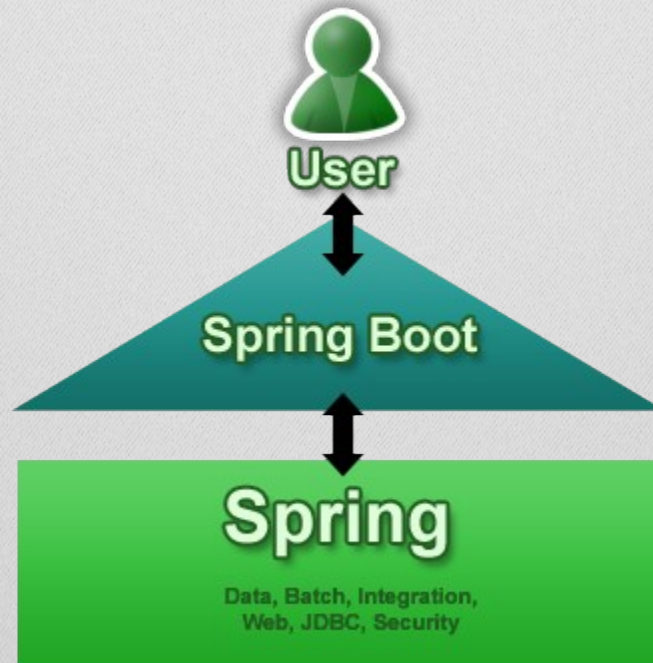 User
Spring Boot
Spring
Data, Batch, Integration,
Web, JDBC, Security